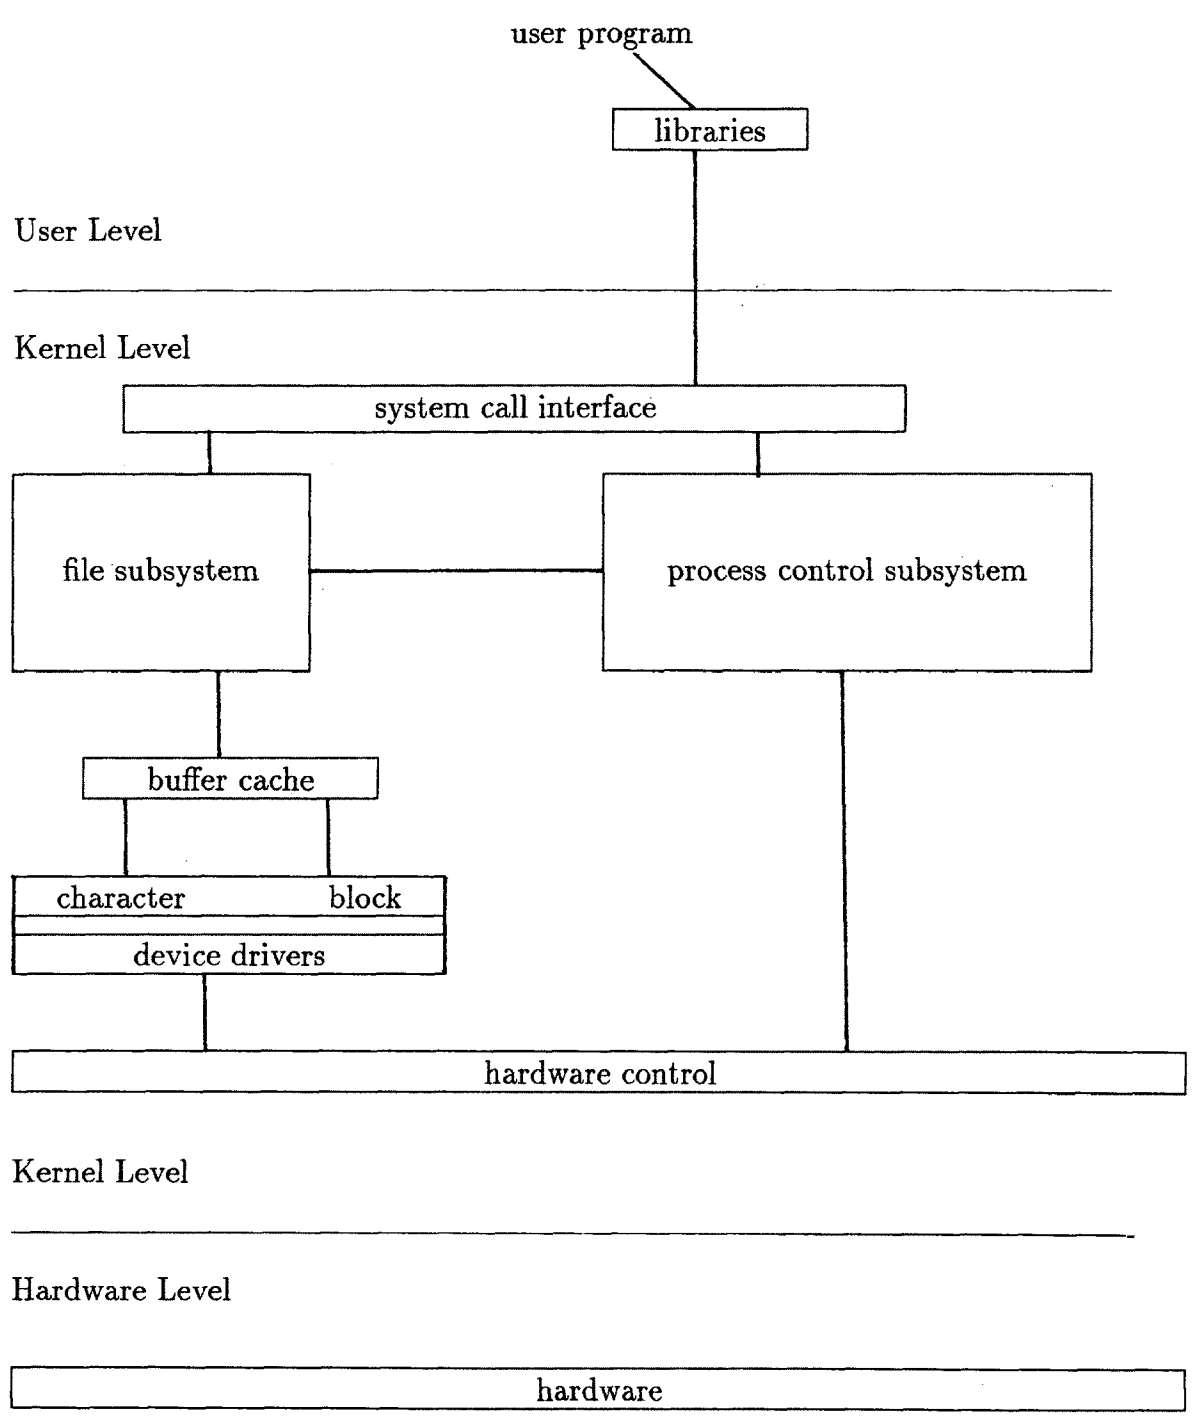 user program
libraries
User Level
Kernel Level
system call interface
file subsystem
process control subsystem
buffer cache
character
block
device drivers
hardware control
Kernel Level
Hardware Level
hardware